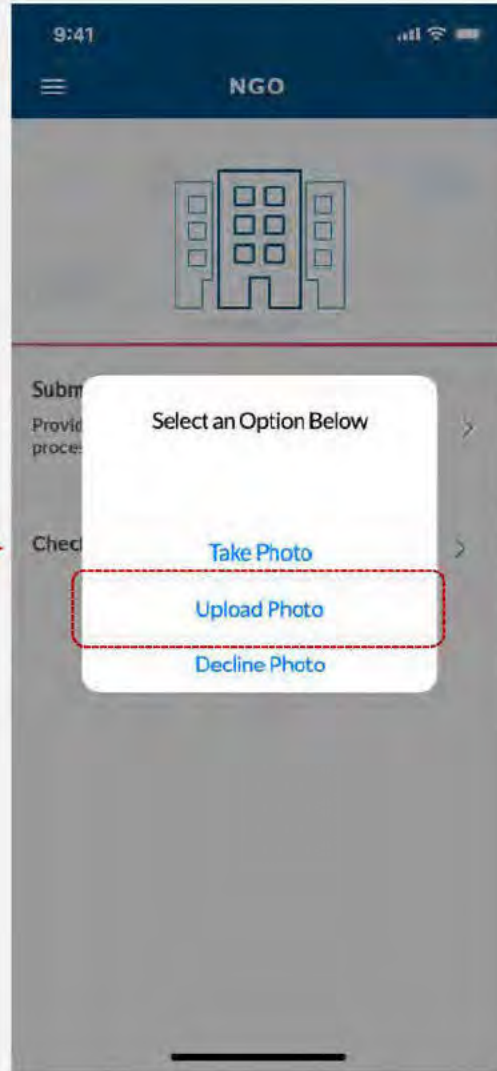 9:41
NGO
Subm
Provid
proces
Select an Option Below
Chec
Take Photo
Upload Photo
Decline Photo